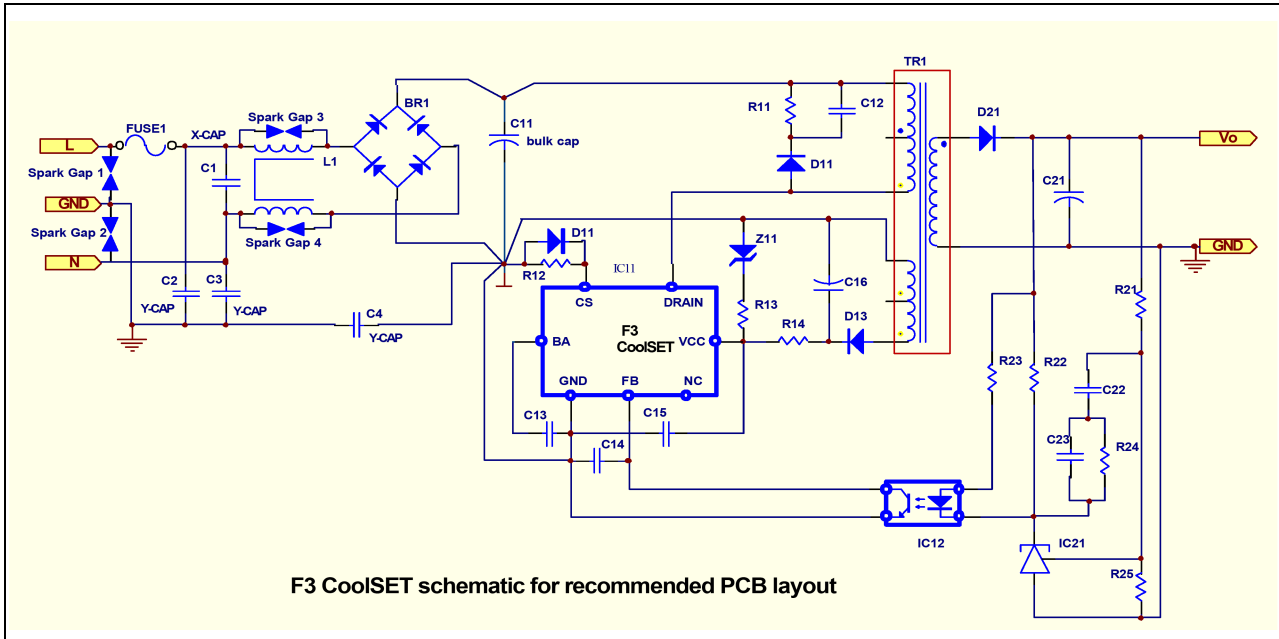 TR1
BR1
D21
Spark Gap 3
R11
C12
FUSE1
X-CAP
C11
bulk cap
L
L1
Vo
C1
D11
Spark Gap 1
C21
GND
Spark Gap 2
Spark Gap 4
D11
Z11
GND
N
R12
IC11
C2
C3
C16
R21
CS
DRAIN
Y-CAP
Y-CAP
R13
C4
R14
D13
F3
CoolSET
Y-CAP
BA
VCC
R23
R22
GND
FB
NC
C22
C13
C15
C14
C23
R24
IC12
IC21
R25
F3 CoolSET schematic for recommended PCB layout